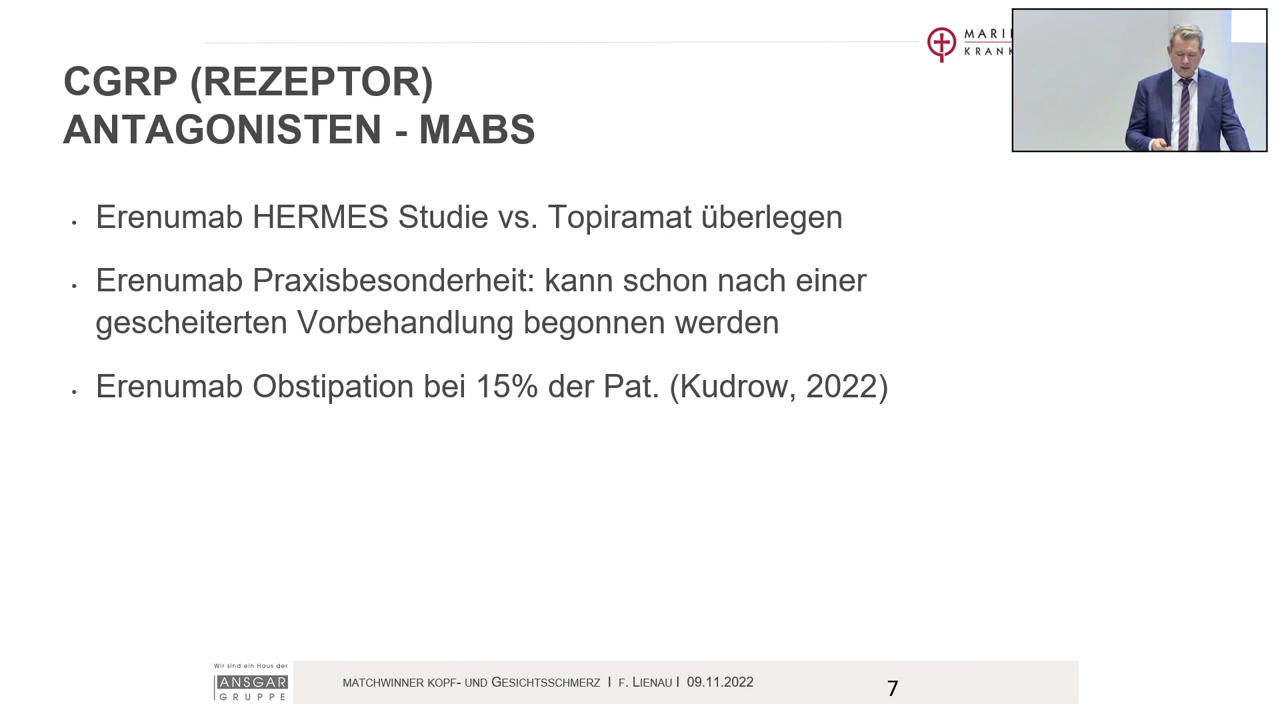 MARI
KRANK
CGRP (REZEPTOR)
ANTAGONISTEN - MABS
• Erenumab HERMES Studie vs. Topiramat überlegen
• Erenumab Praxisbesonderheit: kann schon nach einer
gescheiterten Vorbehandlung begonnen werden
• Erenumab Obstipation bei 15% der Pat. (Kudrow, 2022)
Wir sind ein Haus der
ANSGAR
GRUPPE
MATCHWINNER KOPF- UND GESICHTSSCHMERZ I F. LIENAU I 09.11.2022
7